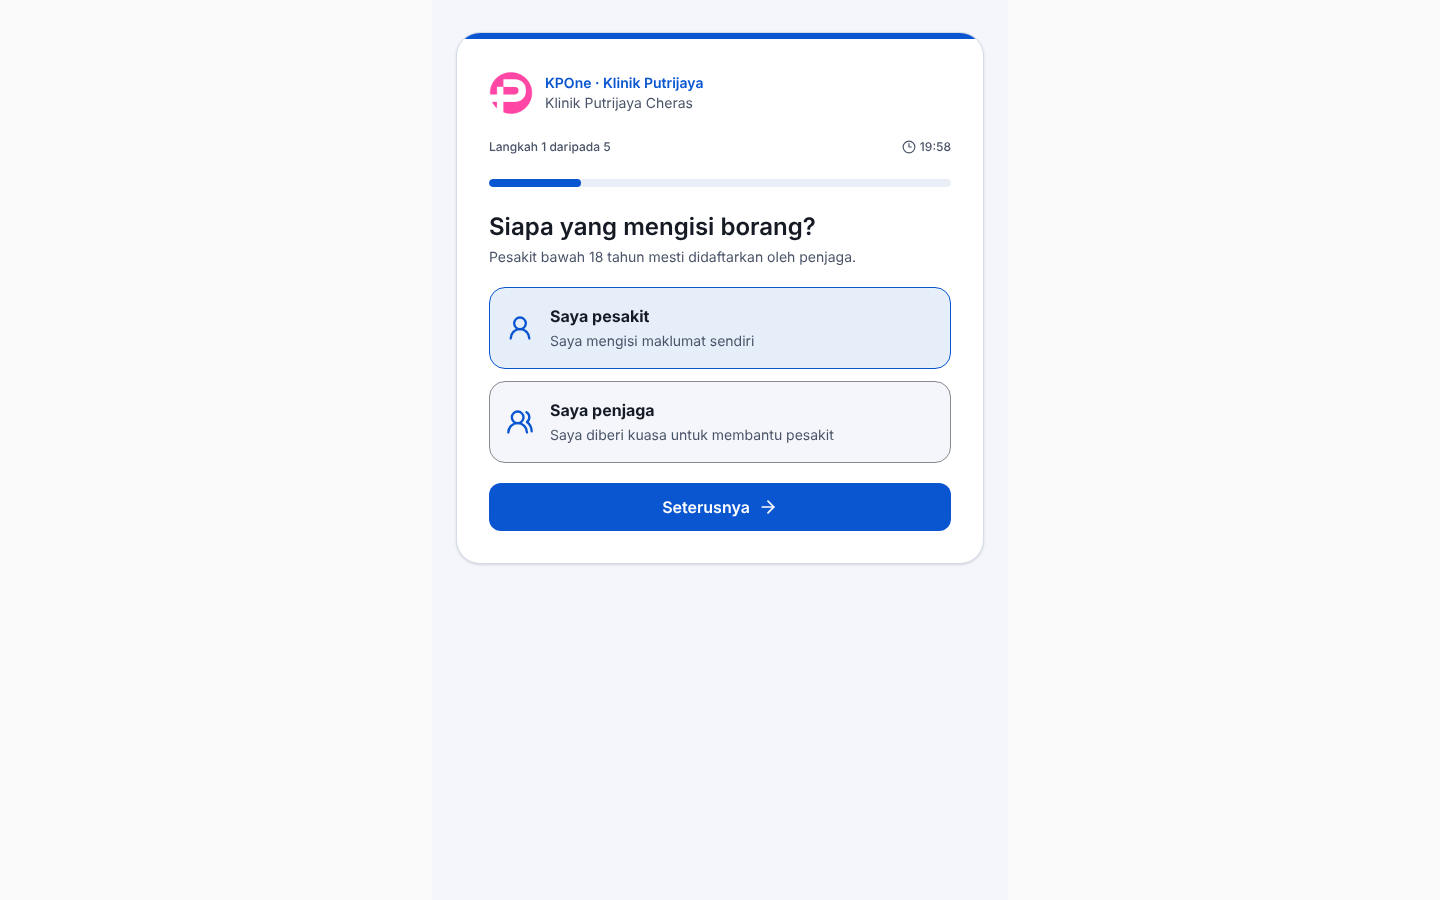 KPOne · Klinik Putrijaya
Klinik Putrijaya Cheras
Langkah 1 daripada 5
19:58
Siapa yang mengisi borang?
Pesakit bawah 18 tahun mesti didaftarkan oleh penjaga.
Saya pesakit
Saya mengisi maklumat sendiri
Saya penjaga
Saya diberi kuasa untuk membantu pesakit
Seterusnya